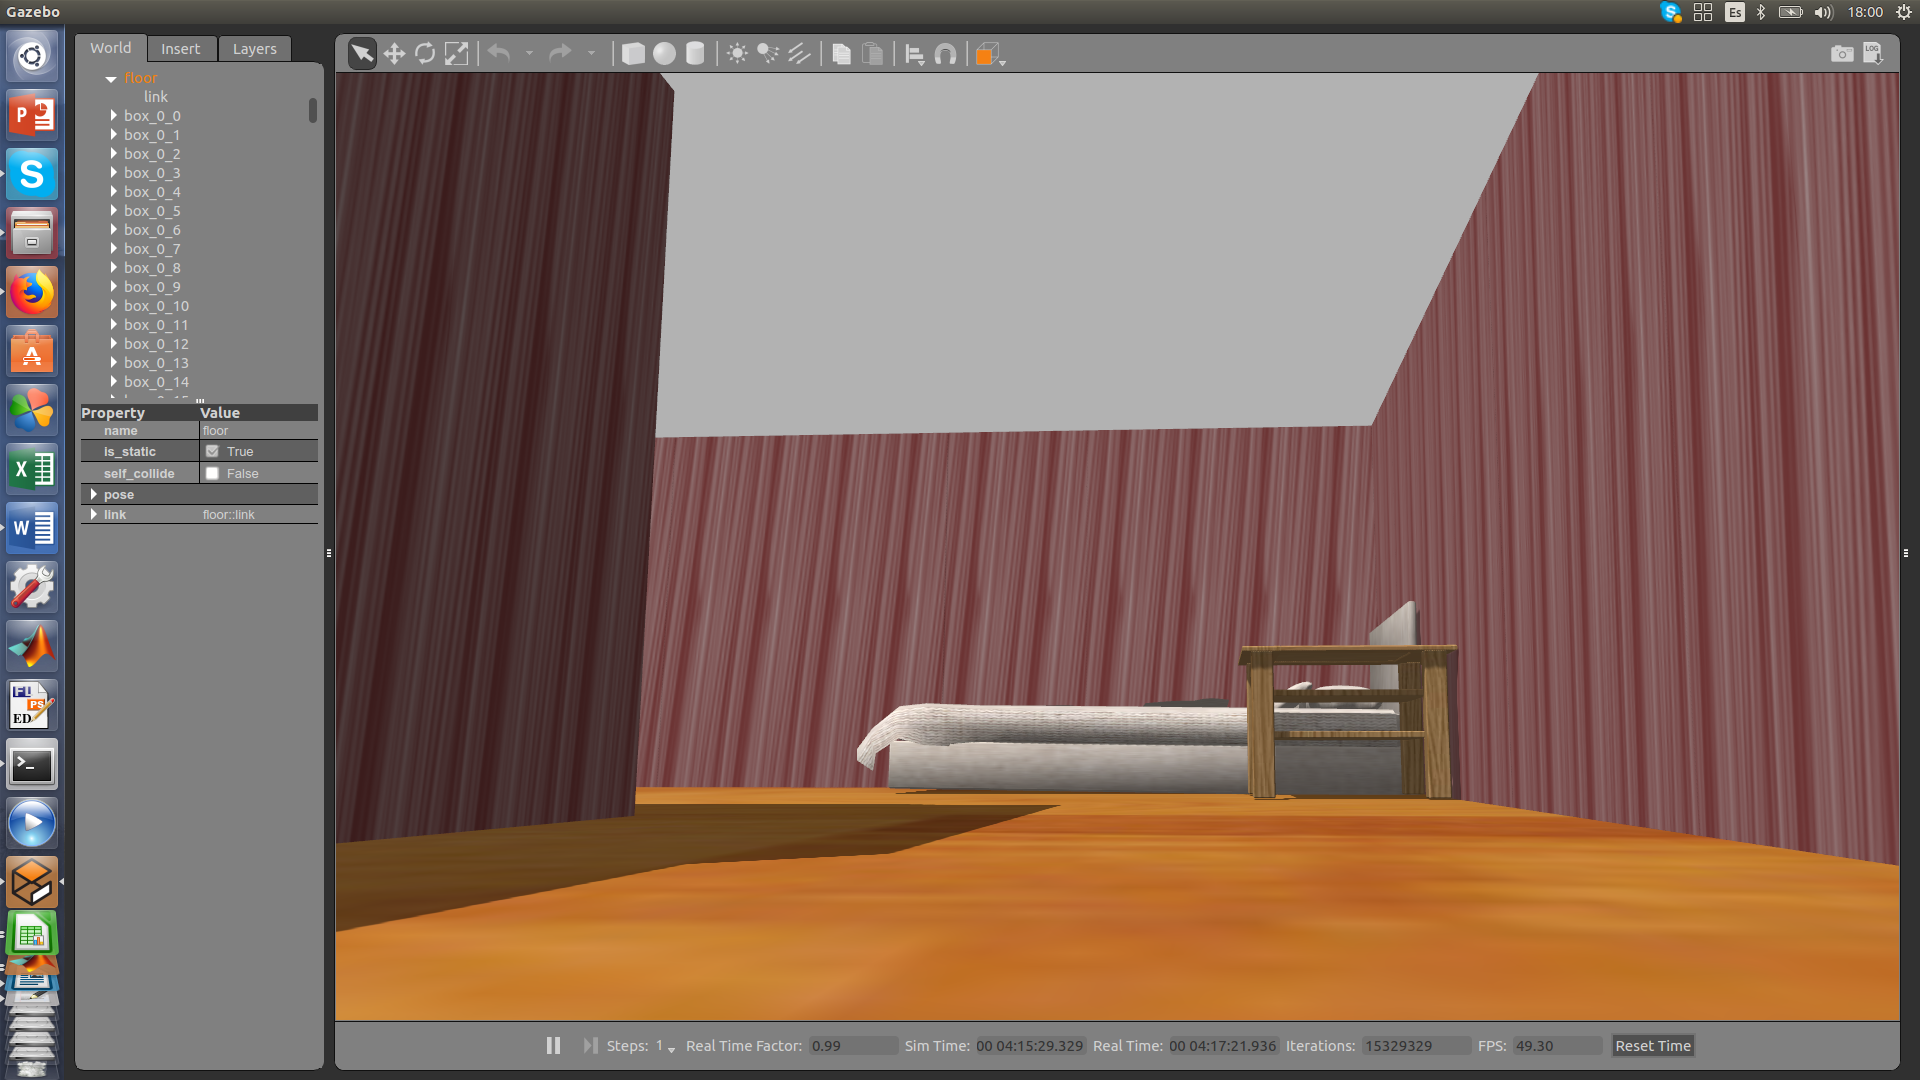 Gazebo
Es
18:00
World
Insert
Layers
LOG
floor
link
box_0_0
box_0_1
box_0_2
box_0_3
box_0_4
box_0_5
box_0_6
box_0_7
box_0_8
box_0_9
box_0_10
box_0_11
box_0_12
box_0_13
box_0_14
Property Value
name floor
is_static True
self_collide False
pose
link floor::link
Steps: 1 Real Time Factor: 0.99 Sim Time: 00 04:15:29.329 Real Time: 00 04:17:21.936 Iterations: 15329329 FPS: 49.30 Reset Time